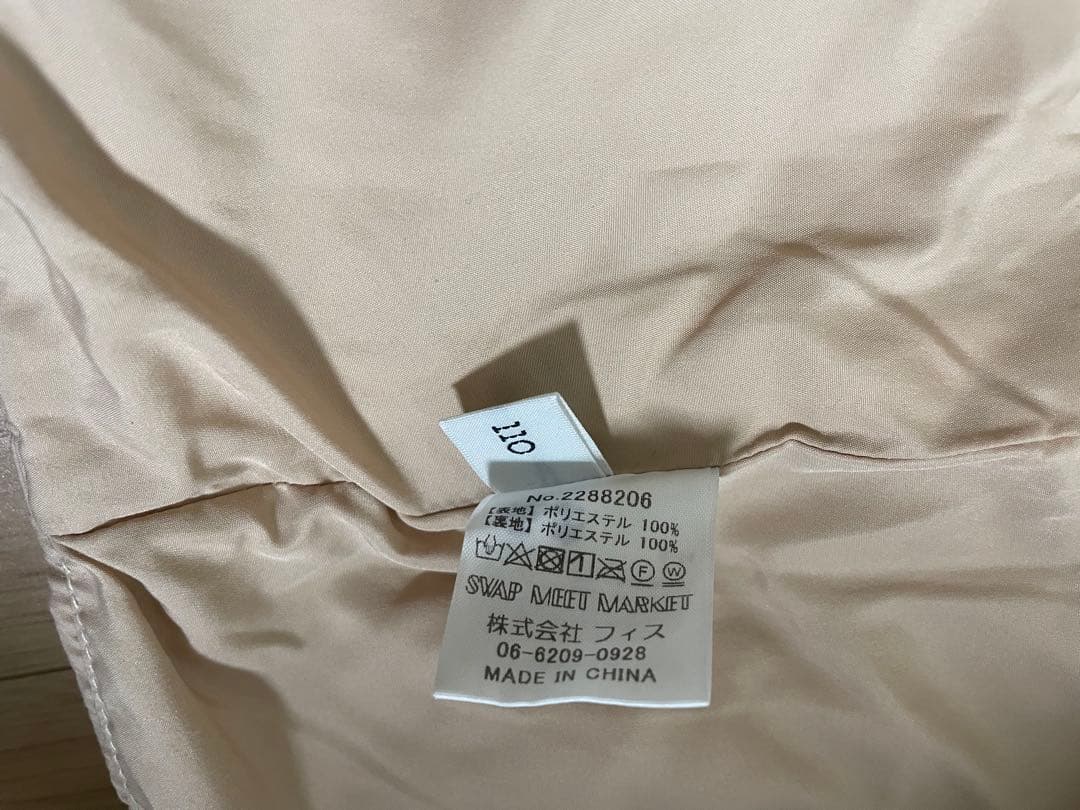 110
No.2288206
【表地】ポリエステル 100%
【裏地】ポリエステル 100%
F W
SWAP MEET MARKET
株式会社 フィス
06-6209-0928
MADE IN CHINA